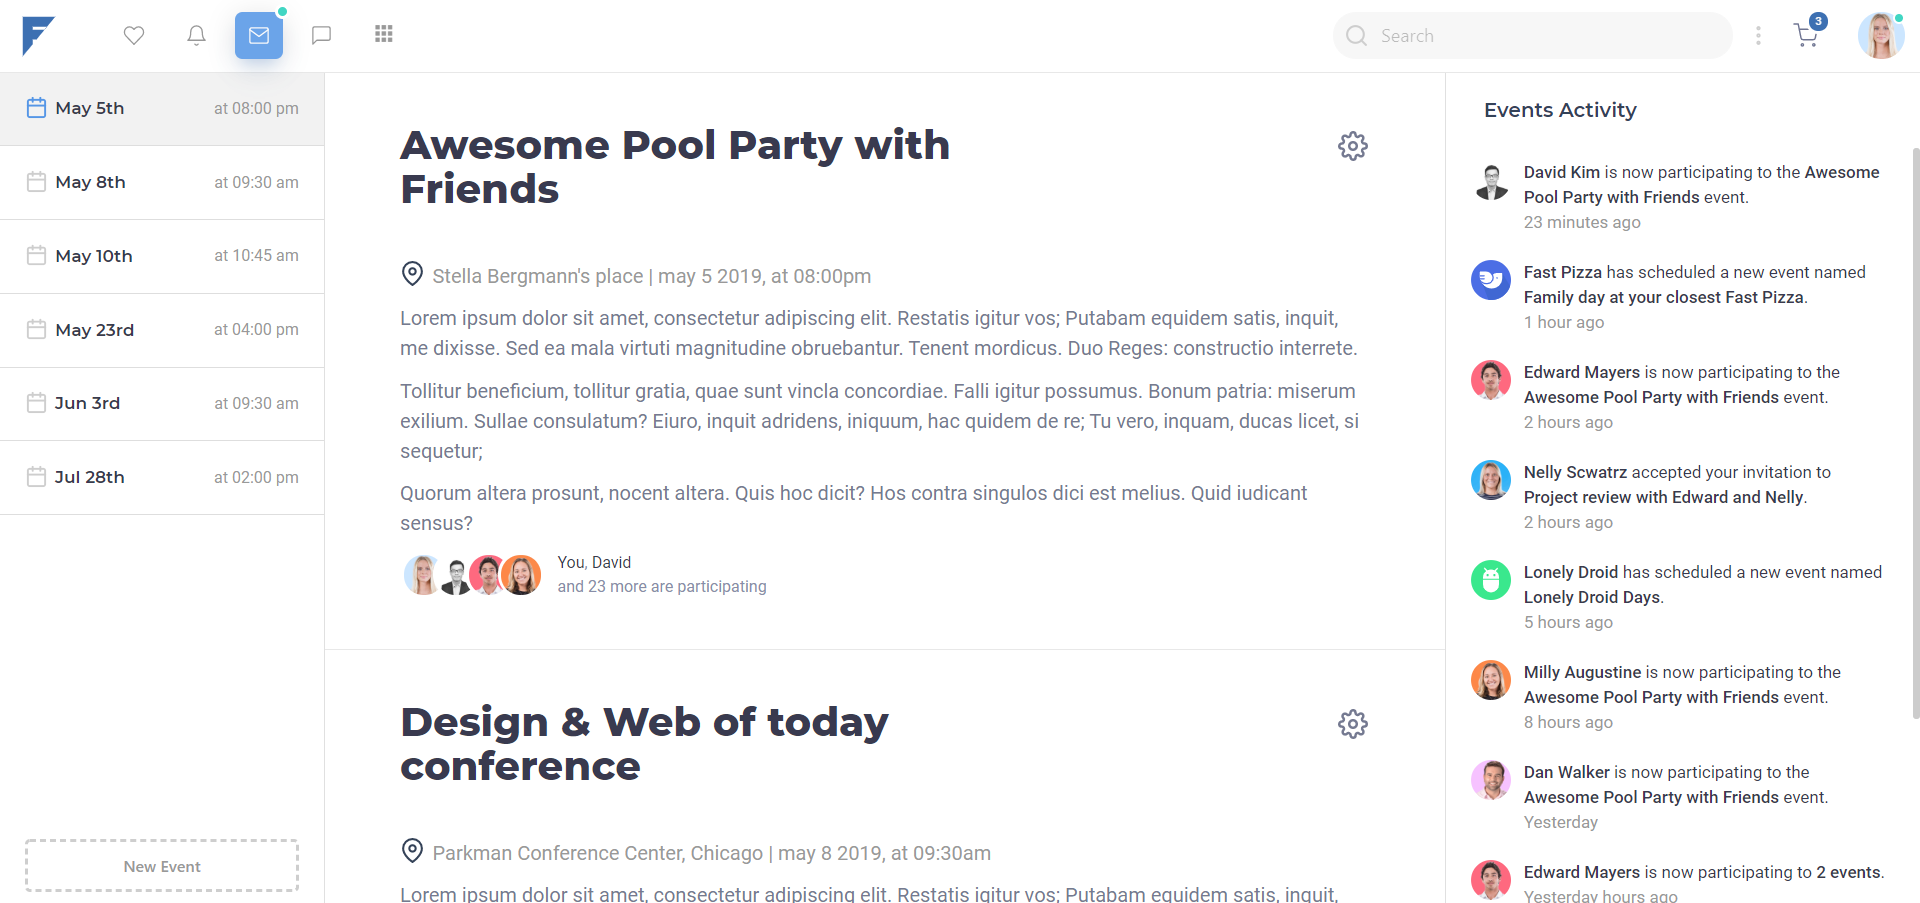 Search
3
May 5th at 08:00 pm
May 8th at 09:30 am
May 10th at 10:45 am
May 23rd at 04:00 pm
Jun 3rd at 09:30 am
Jul 28th at 02:00 pm
New Event
Awesome Pool Party with
Friends
Stella Bergmann's place | may 5 2019, at 08:00pm
Lorem ipsum dolor sit amet, consectetur adipiscing elit. Restatis igitur vos; Putabam equidem satis, inquit,
me dixisse. Sed ea mala virtuti magnitudine obruebantur. Tenent mordicus. Duo Reges: constructio interrete.
Tollitur beneficium, tollitur gratia, quae sunt vincla concordiae. Falli igitur possumus. Bonum patria: miserum
exilium. Sullae consulatum? Eiuro, inquit adridens, iniquum, hac quidem de re; Tu vero, inquam, ducas licet, si
sequetur;
Quorum altera prosunt, nocent altera. Quis hoc dicit? Hos contra singulos dici est melius. Quid iudicant
sensus?
You, David
and 23 more are participating
Design & Web of today
conference
Parkman Conference Center, Chicago | may 8 2019, at 09:30am
Lorem ipsum dolor sit amet, consectetur adipiscing elit. Restatis igitur vos; Putabam equidem satis, inquit,
Events Activity
David Kim is now participating to the Awesome
Pool Party with Friends event.
23 minutes ago
Fast Pizza has scheduled a new event named
Family day at your closest Fast Pizza.
1 hour ago
Edward Mayers is now participating to the
Awesome Pool Party with Friends event.
2 hours ago
Nelly Scwatrz accepted your invitation to
Project review with Edward and Nelly.
2 hours ago
Lonely Droid has scheduled a new event named
Lonely Droid Days.
5 hours ago
Milly Augustine is now participating to the
Awesome Pool Party with Friends event.
8 hours ago
Dan Walker is now participating to the
Awesome Pool Party with Friends event.
Yesterday
Edward Mayers is now participating to 2 events.
Yesterday hours ago